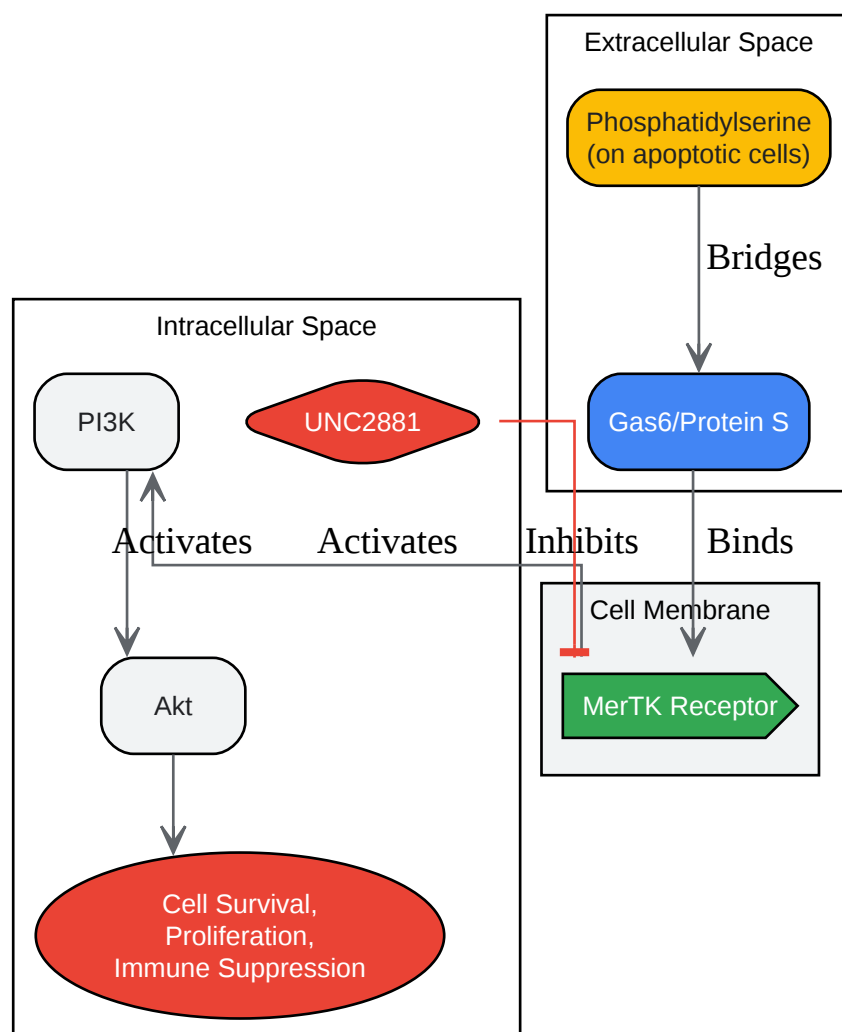 Extracellular Space
Phosphatidylserine
(on apoptotic cells)
Bridges
Intracellular Space
PI3K
UNC2881
Gas6/Protein S
Activates
Activates
Inhibits
Binds
Cell Membrane
Akt
MerTK Receptor
Cell Survival,
Proliferation,
Immune Suppression